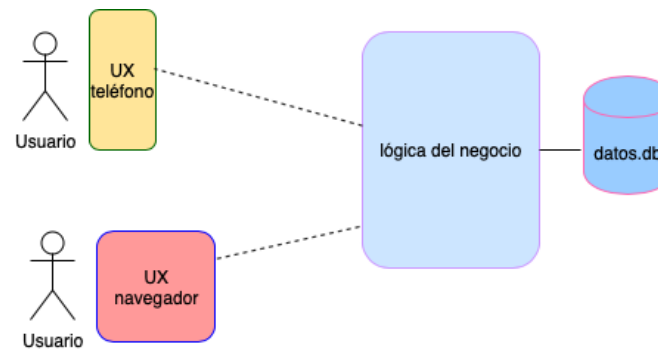 UX
teléfono
Usuario
lógica del negocio
datos.db
UX
navegador
Usuario